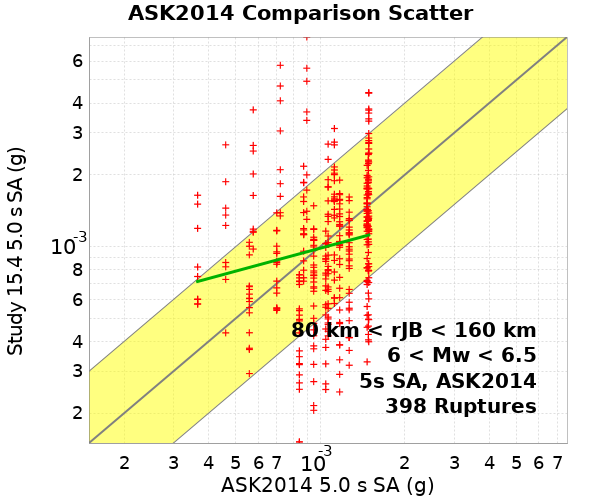 ASK2014 Comparison Scatter
Study 15.4 5.0 s SA (g)
6
4
3
2
10-3
8
6
4
3
2
80 km < rJB < 160 km
6 < Mw < 6.5
5s SA, ASK2014
398 Ruptures
2 3 4 5 6 7 10-3 2 3 4 5 6 7
ASK2014 5.0 s SA (g)